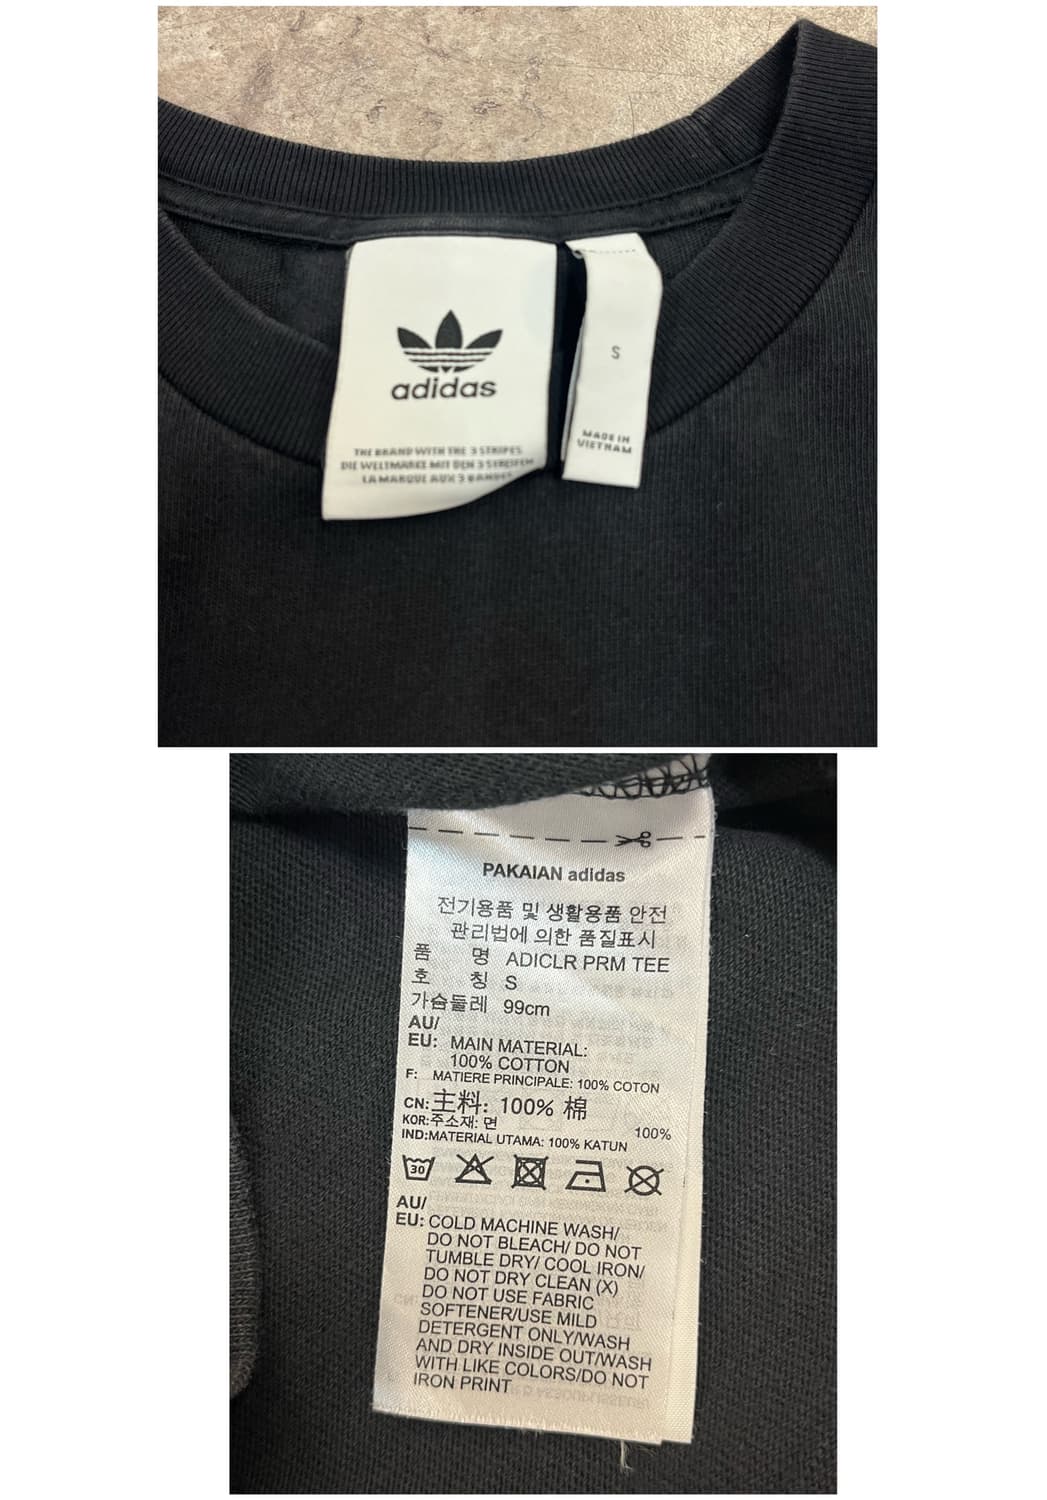 adidas
THE BRAND WITH THE 3 STRIPES
DIE WELTMARKE MIT DEN 3 STREIFEN
LA MARQUE AUX 3 BANDES
S
MADE IN
VIETNAM
PAKAIAN adidas
전기용품 및 생활용품 안전
관리법에 의한 품질표시
품 명 ADICLR PRM TEE
호 칭 S
가슴둘레 99cm
AU/
EU: MAIN MATERIAL:
100% COTTON
F: MATIERE PRINCIPALE: 100% COTON
CN: 主料: 100% 棉
KOR:주소재: 면 100%
IND:MATERIAL UTAMA: 100% KATUN
30
AU/
EU: COLD MACHINE WASH/
DO NOT BLEACH/ DO NOT
TUMBLE DRY/ COOL IRON/
DO NOT DRY CLEAN (X)
DO NOT USE FABRIC
SOFTENER/USE MILD
DETERGENT ONLY/WASH
AND DRY INSIDE OUT/WASH
WITH LIKE COLORS/DO NOT
IRON PRINT